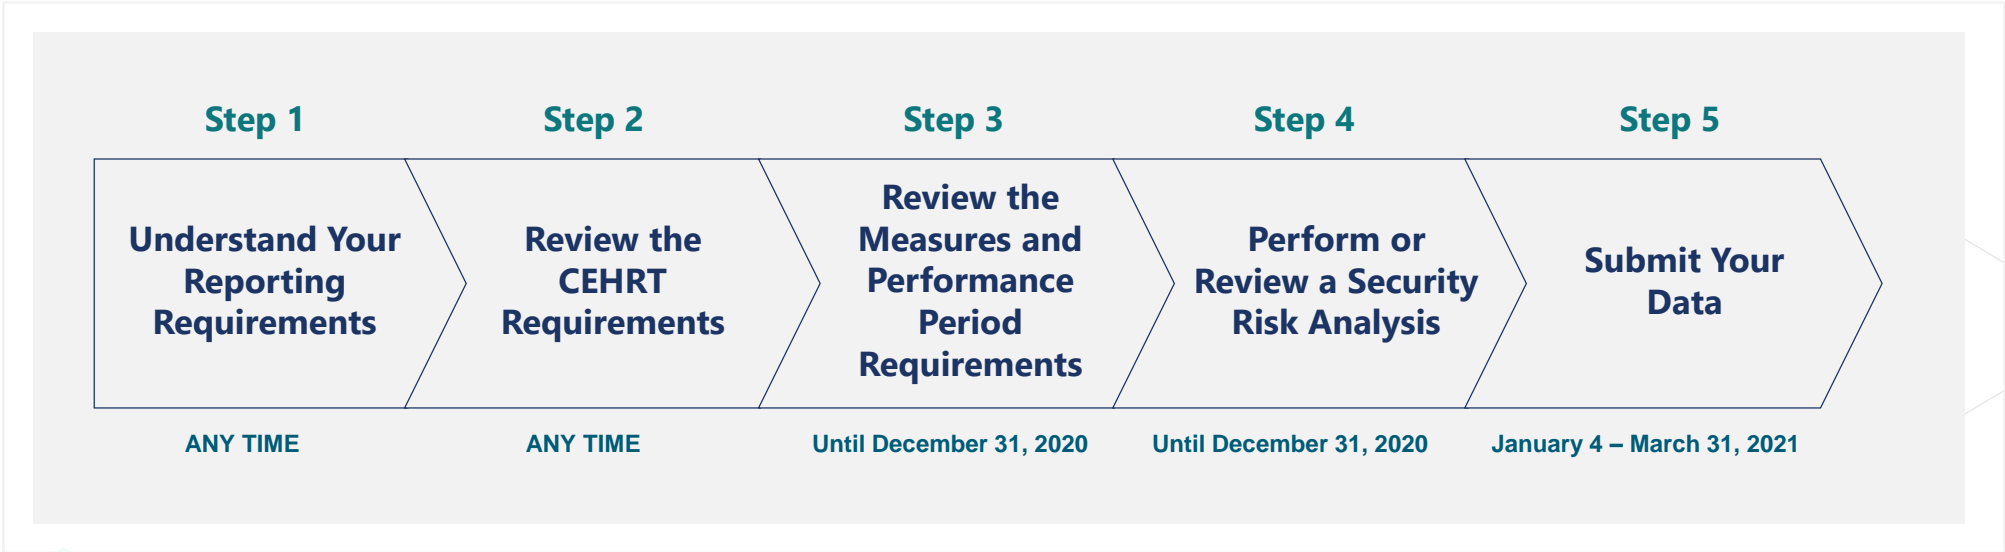 Step 1
Understand Your
Reporting
Requirements
ANY TIME
Step 2
Review the
CEHRT
Requirements
ANY TIME
Step 3
Review the
Measures and
Performance
Period
Requirements
Until December 31, 2020
Step 4
Perform or
Review a Security
Risk Analysis
Until December 31, 2020
Step 5
Submit Your
Data
January 4 – March 31, 2021